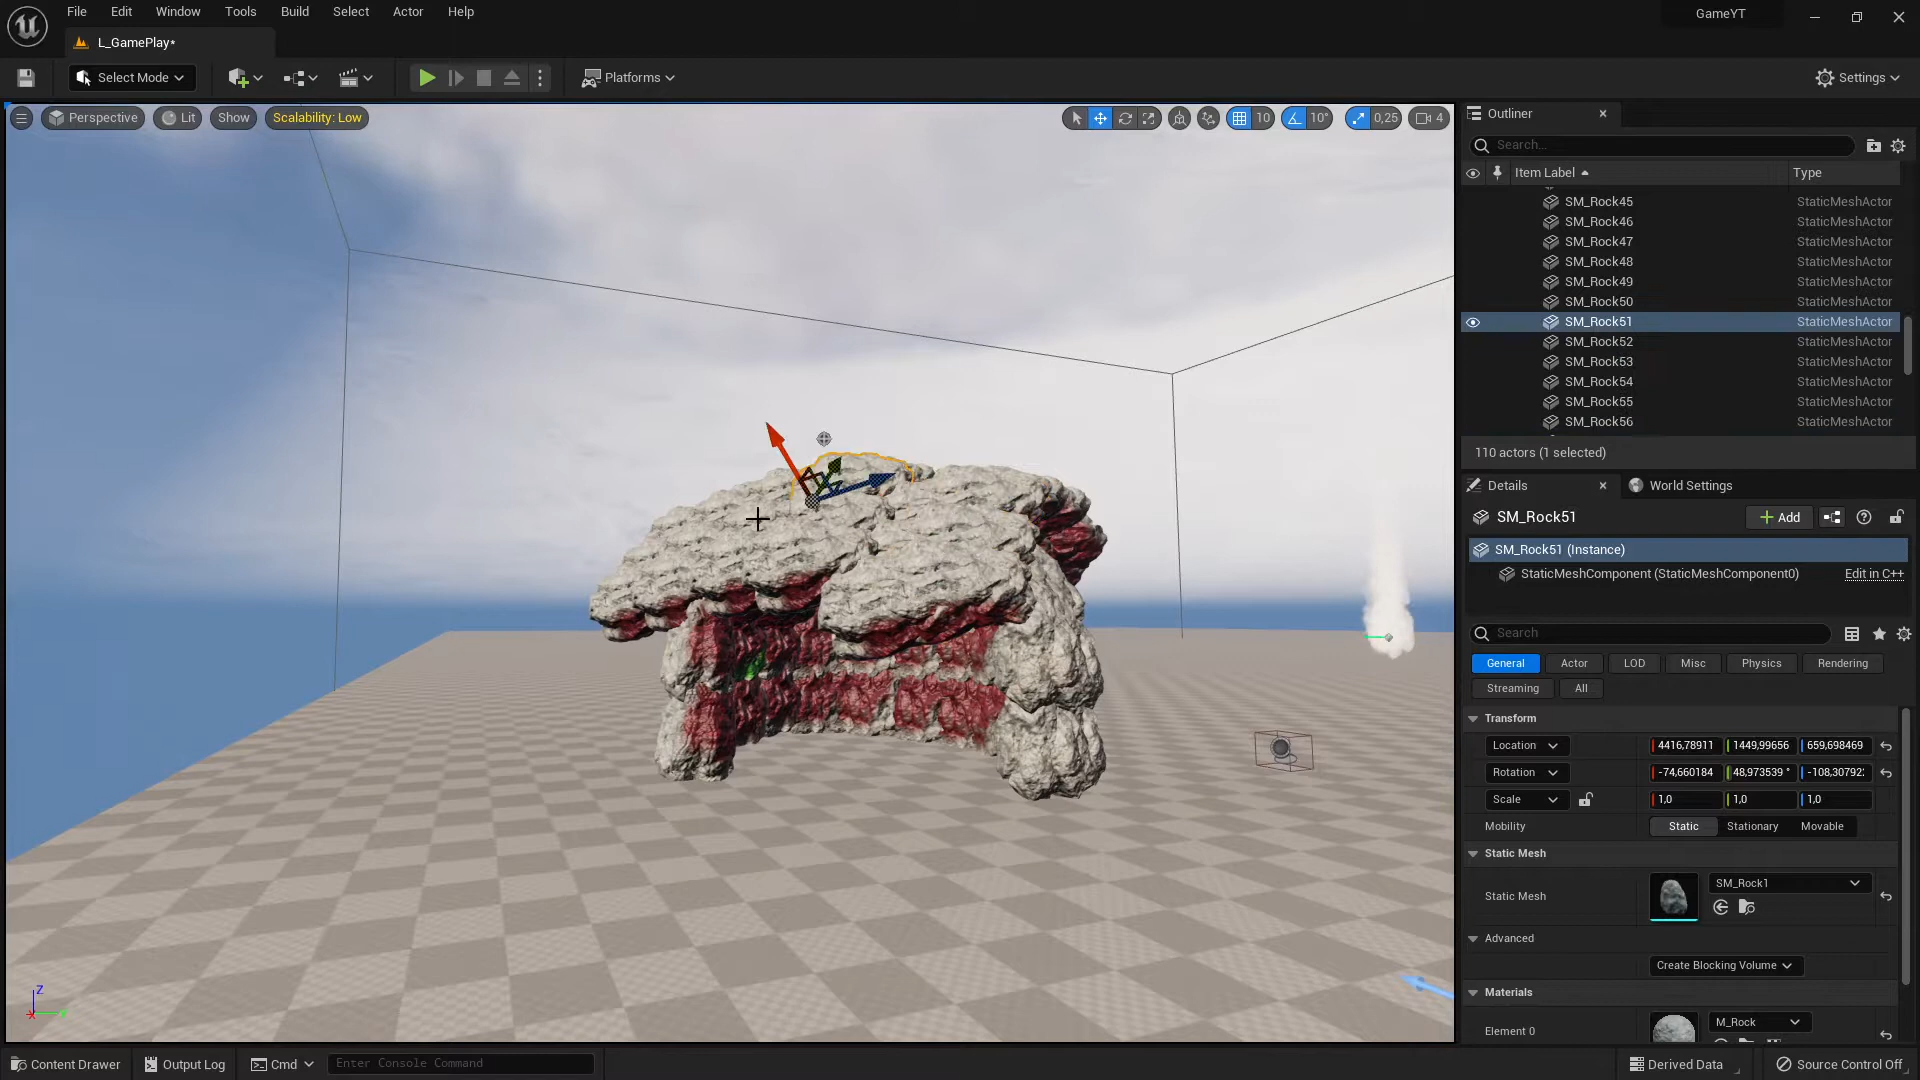 File Edit Window Tools Build Select Actor Help
GameYT
L_GamePlay*
Select Mode
Platforms
Settings
Perspective Lit Show Scalability: Low
10 10° 0,25 4
Outliner
Search...
Item Label Type
SM_Rock45 StaticMeshActor
SM_Rock46 StaticMeshActor
SM_Rock47 StaticMeshActor
SM_Rock48 StaticMeshActor
SM_Rock49 StaticMeshActor
SM_Rock50 StaticMeshActor
SM_Rock51 StaticMeshActor
SM_Rock52 StaticMeshActor
SM_Rock53 StaticMeshActor
SM_Rock54 StaticMeshActor
SM_Rock55 StaticMeshActor
SM_Rock56 StaticMeshActor
110 actors (1 selected)
Details World Settings
SM_Rock51 Add
SM_Rock51 (Instance)
StaticMeshComponent (StaticMeshComponent0) Edit in C++
Search
General Actor LOD Misc Physics Rendering
Streaming All
Transform
Location 4416,78911 1449,99656 659,698469
Rotation -74,660184 48,973539 ° -108,30792
Scale 1,0 1,0 1,0
Mobility Static Stationary Movable
Static Mesh
Static Mesh SM_Rock1
Advanced
Create Blocking Volume
Materials
Element 0 M_Rock
Z
Content Drawer Output Log Cmd Enter Console Command Derived Data Source Control Off